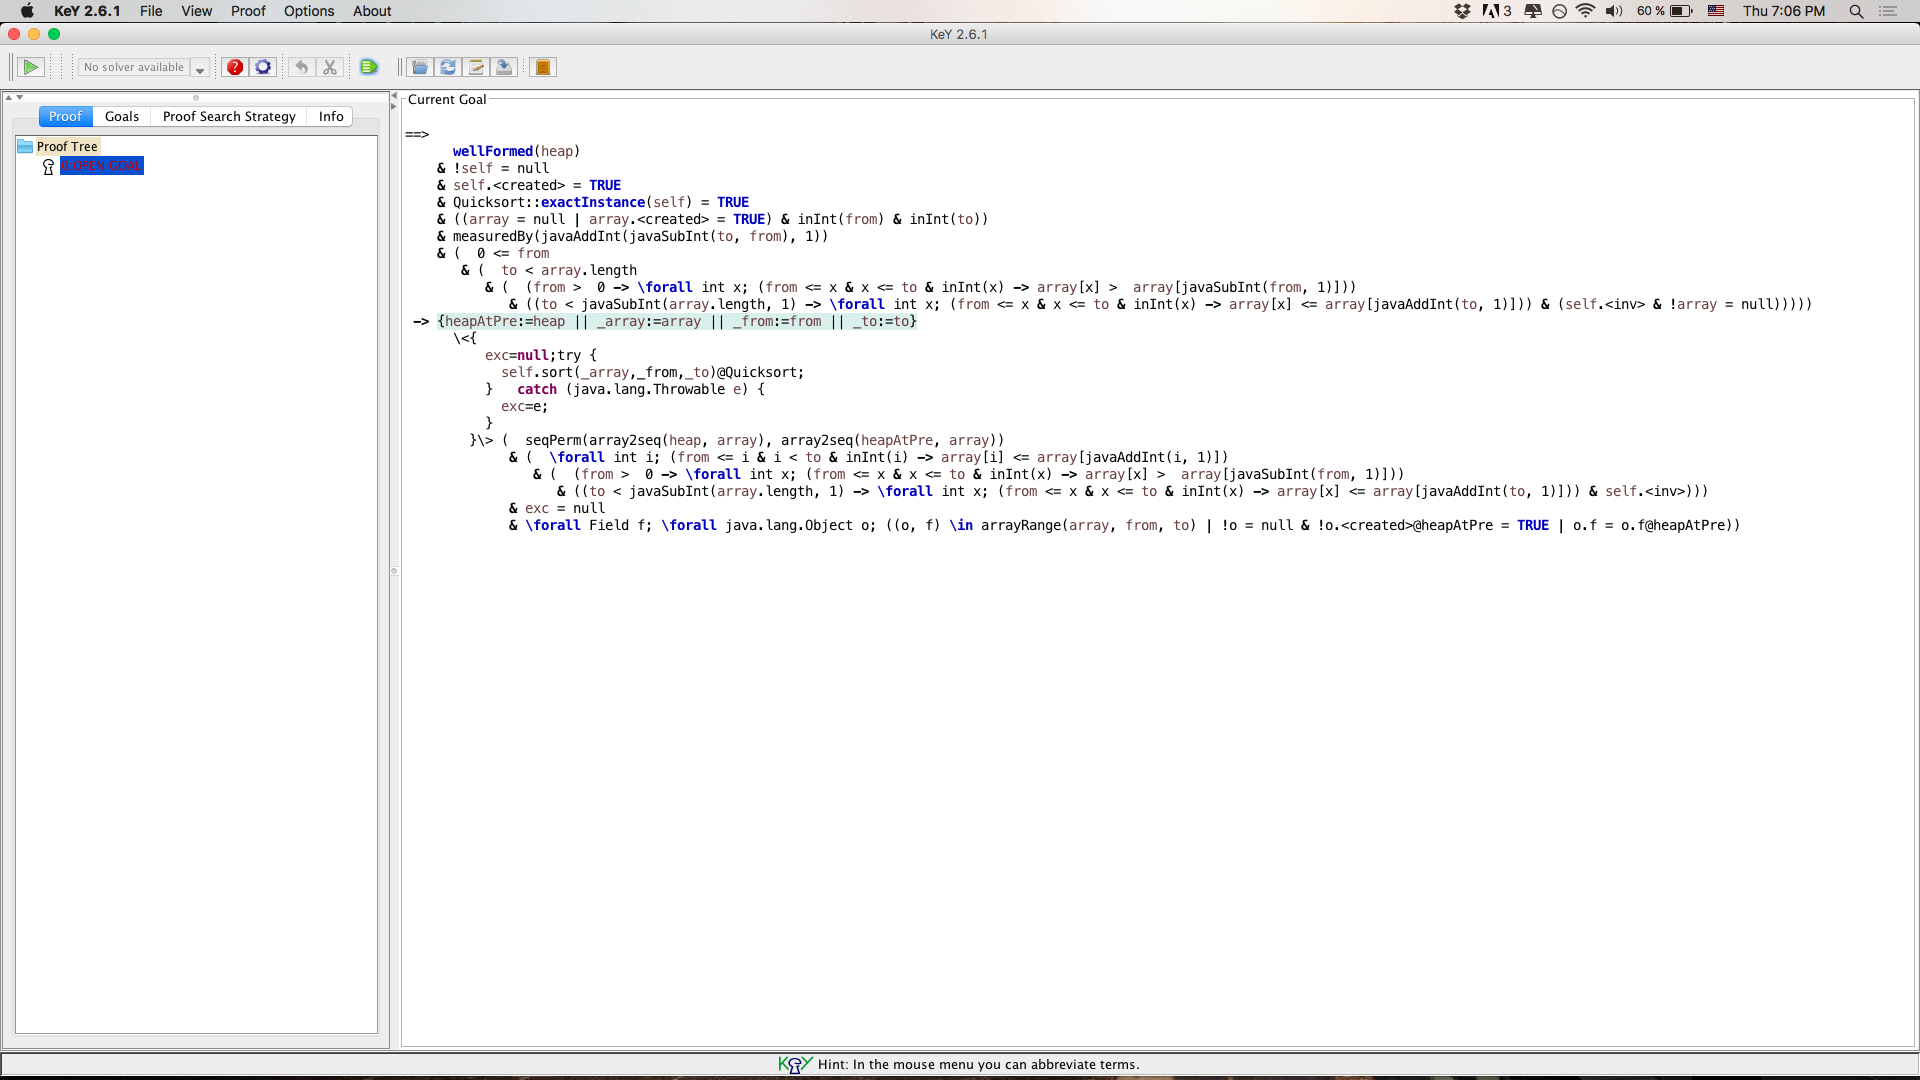 KeY 2.6.1 File View Proof Options About 3 60 % Thu 7:06 PM
KeY 2.6.1
No solver available
Current Goal
Proof Goals Proof Search Strategy Info
Proof Tree
0:OPEN GOAL
==>
wellFormed(heap)
& !self = null
& self.<created> = TRUE
& Quicksort::exactInstance(self) = TRUE
& ((array = null | array.<created> = TRUE) & inInt(from) & inInt(to))
& measuredBy(javaAddInt(javaSubInt(to, from), 1))
& ( 0 <= from
& ( to < array.length
& ( (from > 0 -> \forall int x; (from <= x & x <= to & inInt(x) -> array[x] > array[javaSubInt(from, 1)]))
& ((to < javaSubInt(array.length, 1) -> \forall int x; (from <= x & x <= to & inInt(x) -> array[x] <= array[javaAddInt(to, 1)])) & (self.<inv> & !array = null)))))
-> {heapAtPre:=heap || _array:=array || _from:=from || _to:=to}
\<{
exc=null;try {
self.sort(_array,_from,_to)@Quicksort;
} catch (java.lang.Throwable e) {
exc=e;
}
}\> ( seqPerm(array2seq(heap, array), array2seq(heapAtPre, array))
& ( \forall int i; (from <= i & i < to & inInt(i) -> array[i] <= array[javaAddInt(i, 1)])
& ( (from > 0 -> \forall int x; (from <= x & x <= to & inInt(x) -> array[x] > array[javaSubInt(from, 1)]))
& ((to < javaSubInt(array.length, 1) -> \forall int x; (from <= x & x <= to & inInt(x) -> array[x] <= array[javaAddInt(to, 1)])) & self.<inv>)))
& exc = null
& \forall Field f; \forall java.lang.Object o; ((o, f) \in arrayRange(array, from, to) | !o = null & !o.<created>@heapAtPre = TRUE | o.f = o.f@heapAtPre))
KeY Hint: In the mouse menu you can abbreviate terms.